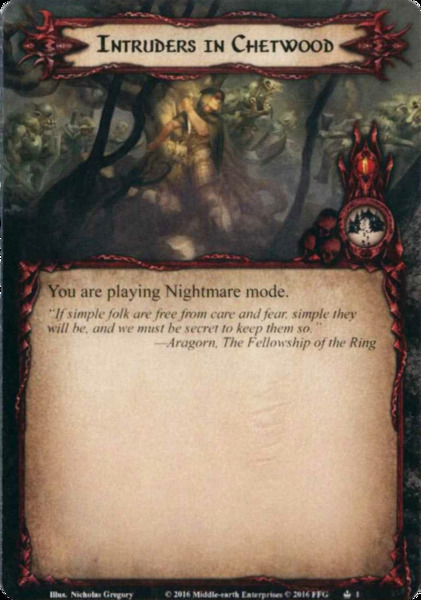 Intruders in Chetwood
You are playing Nightmare mode.
"If simple folk are free from care and fear, simple they
will be, and we must be secret to keep them so."
—Aragorn, The Fellowship of the Ring
Illus. Nicholas Gregory © 2016 Middle-earth Enterprises © 2016 FFG 1